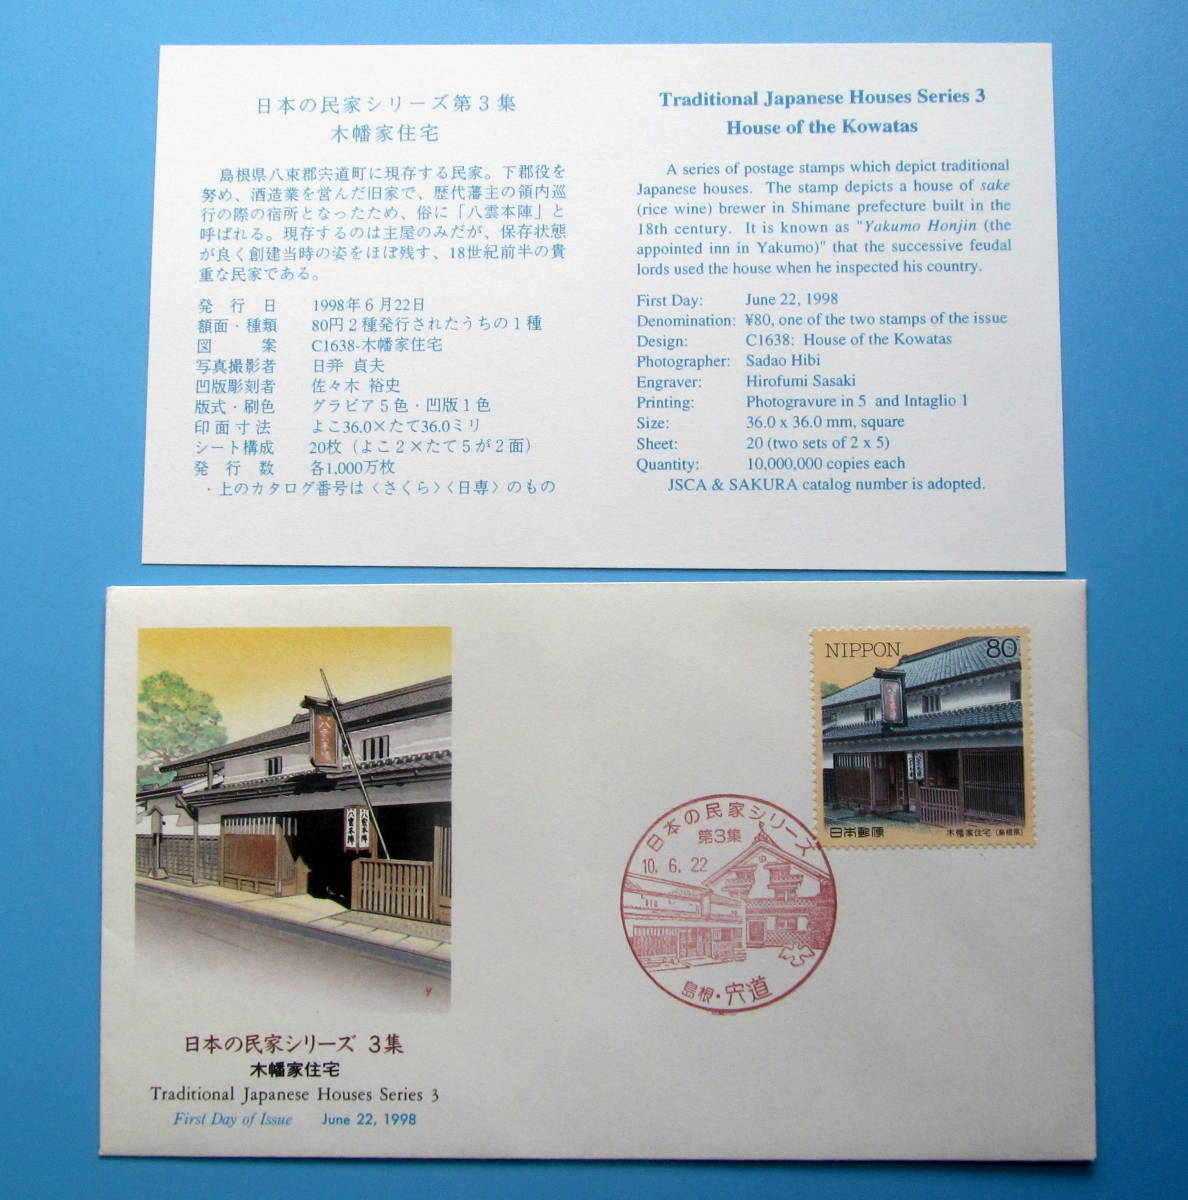 日本の民家シリーズ第3集
木幡家住宅
島根県八束郡宍道町に現存する民家。下郡役を
努め、酒造業を営んだ旧家で、歴代藩主の領内巡
行の際の宿所となったため、俗に「八雲本陣」と
呼ばれる。現存するのは主屋のみだが、保存状態
が良く創建当時の姿をほぼ残す、18世紀前半の貴
重な民家である。
発行日 1998年6月22日
額面・種類 80円2種発行されたうちの1種
図案 C1638-木幡家住宅
写真撮影者 日竎 貞夫
凹版彫刻者 佐々木 裕史
版式・刷色 グラビア5色・凹版1色
印面寸法 よこ36.0×たて36.0ミリ
シート構成 20枚(よこ2×たて5が2面)
発行数 各1,000万枚
・上のカタログ番号は〈さくら〉〈日専〉のもの
Traditional Japanese Houses Series 3
House of the Kowatas
A series of postage stamps which depict traditional
Japanese houses. The stamp depicts a house of sake
(rice wine) brewer in Shimane prefecture built in the
18th century. It is known as "Yakumo Honjin (the
appointed inn in Yakumo)" that the successive feudal
lords used the house when he inspected his country.
First Day: June 22, 1998
Denomination: ¥80, one of the two stamps of the issue
Design: C1638: House of the Kowatas
Photographer: Sadao Hibi
Engraver: Hirofumi Sasaki
Printing: Photogravure in 5 and Intaglio 1
Size: 36.0 x 36.0 mm, square
Sheet: 20 (two sets of 2 x 5)
Quantity: 10,000,000 copies each
JSCA & SAKURA catalog number is adopted.
八雲本陣
八雲本陣
八雲本陣
日本の民家シリーズ 3集
木幡家住宅
Traditional Japanese Houses Series 3
First Day of Issue June 22, 1998
NIPPON 80
日本郵便 木幡家住宅(島根県)
日本の民家シリーズ
第3集
10.6.22
島根・宍道